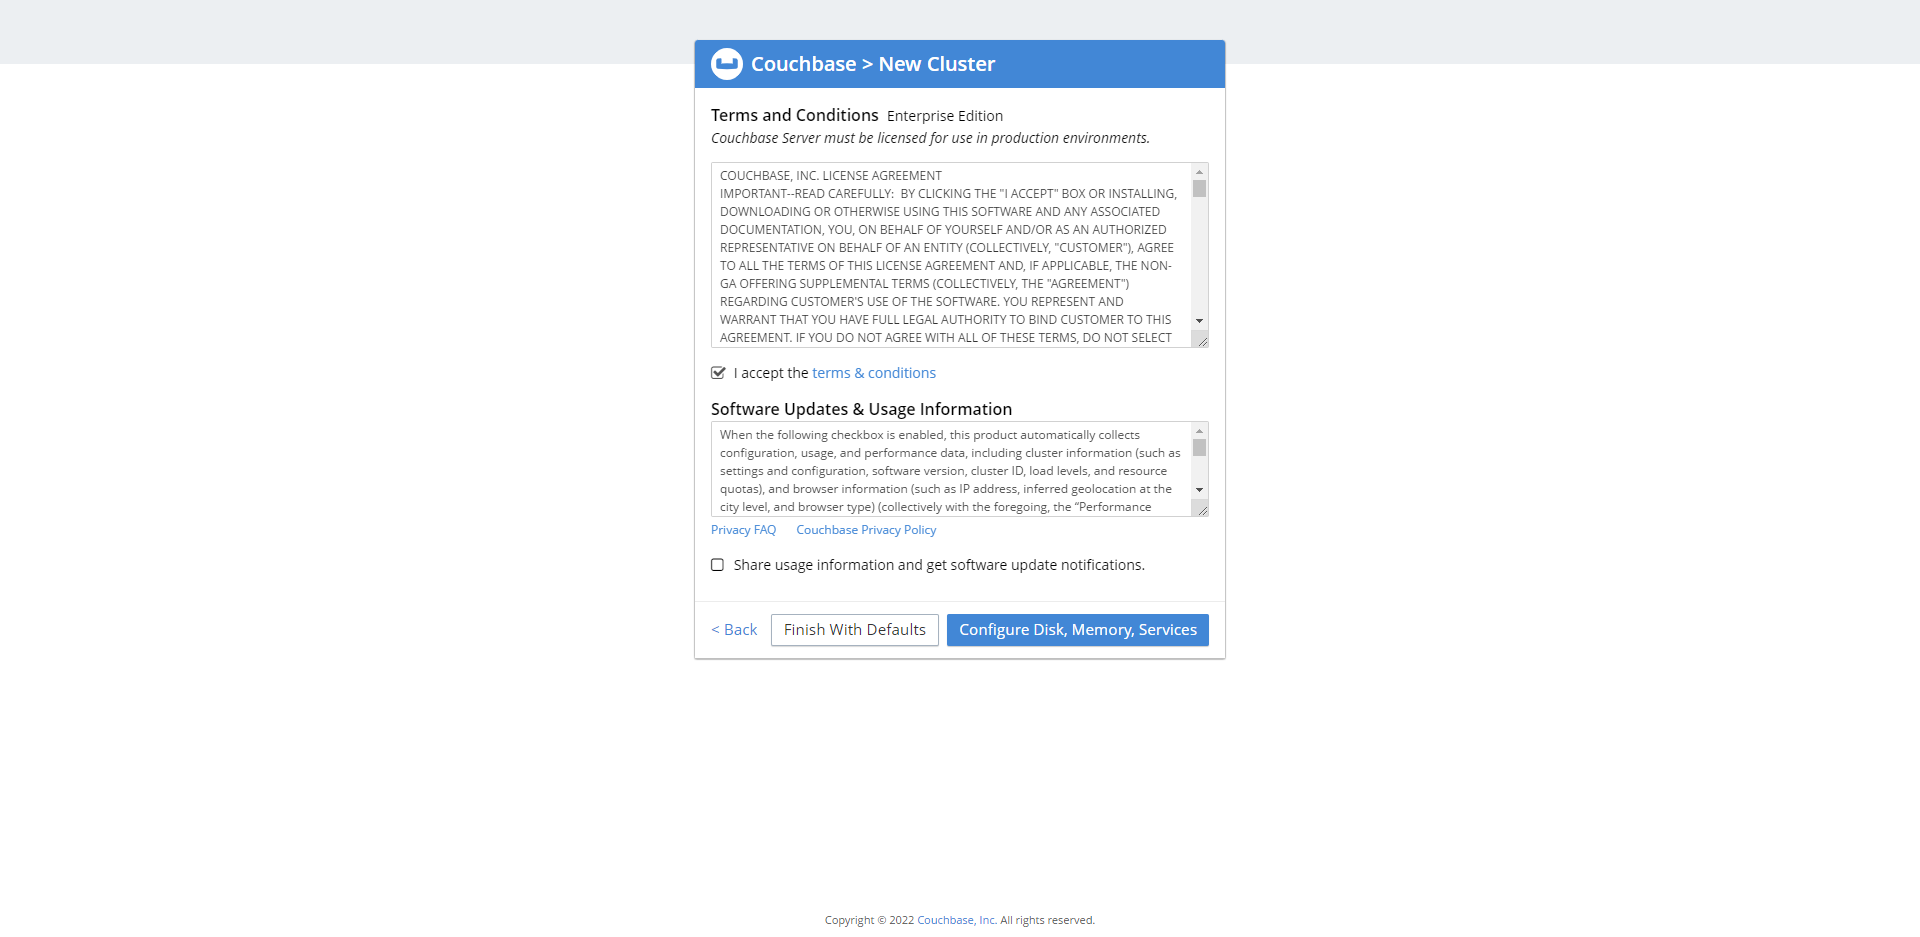 Couchbase > New Cluster
Terms and Conditions Enterprise Edition
Couchbase Server must be licensed for use in production environments.
COUCHBASE, INC. LICENSE AGREEMENT
IMPORTANT--READ CAREFULLY:  BY CLICKING THE "I ACCEPT" BOX OR INSTALLING,
DOWNLOADING OR OTHERWISE USING THIS SOFTWARE AND ANY ASSOCIATED
DOCUMENTATION, YOU, ON BEHALF OF YOURSELF AND/OR AS AN AUTHORIZED
REPRESENTATIVE ON BEHALF OF AN ENTITY (COLLECTIVELY, "CUSTOMER"), AGREE
TO ALL THE TERMS OF THIS LICENSE AGREEMENT AND, IF APPLICABLE, THE NON-
GA OFFERING SUPPLEMENTAL TERMS (COLLECTIVELY, THE "AGREEMENT")
REGARDING CUSTOMER'S USE OF THE SOFTWARE. YOU REPRESENT AND
WARRANT THAT YOU HAVE FULL LEGAL AUTHORITY TO BIND CUSTOMER TO THIS
AGREEMENT. IF YOU DO NOT AGREE WITH ALL OF THESE TERMS, DO NOT SELECT
I accept the terms & conditions
Software Updates & Usage Information
When the following checkbox is enabled, this product automatically collects
configuration, usage, and performance data, including cluster information (such as
settings and configuration, software version, cluster ID, load levels, and resource
quotas), and browser information (such as IP address, inferred geolocation at the
city level, and browser type) (collectively with the foregoing, the “Performance
Privacy FAQ Couchbase Privacy Policy
Share usage information and get software update notifications.
< Back Finish With Defaults Configure Disk, Memory, Services
Copyright © 2022 Couchbase, Inc. All rights reserved.